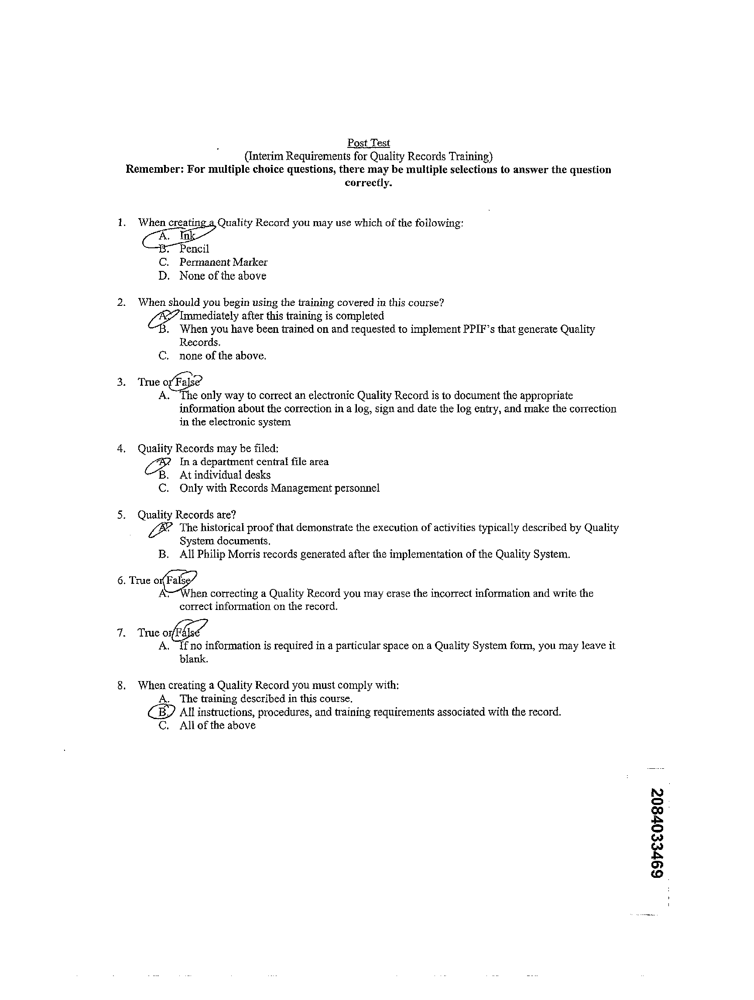 Post Test
(Interim Requirements for Quality Records Training)
Remember: For multiple choice questions, there may be multiple selections to answer the question
correctly.
1. When creating a Quality Record you may use which of the following:
A. Ink
B. Pencil
C. Permanent Marker
D. None of the above
2. When should you begin using the training covered in this course?
A. Immediately after this training is completed
B. When you have been trained on and requested to implement PPIF's that generate Quality
Records.
C. none of the above.
3. True or False
A. The only way to correct an electronic Quality Record is to document the appropriate
information about the correction in a log, sign and date the log entry, and make the correction
in the electronic system
4. Quality Records may be filed:
A. In a department central file area
B. At individual desks
C. Only with Records Management personnel
5. Quality Records are?
A. The historical proof that demonstrate the execution of activities typically described by Quality
System documents.
B. All Philip Morris records generated after the implementation of the Quality System.
6. True or False
A. When correcting a Quality Record you may erase the incorrect information and write the
correct information on the record.
7. True or False
A. If no information is required in a particular space on a Quality System form, you may leave it
blank.
8. When creating a Quality Record you must comply with:
A. The training described in this course.
B. All instructions, procedures, and training requirements associated with the record.
C. All of the above
2084033469